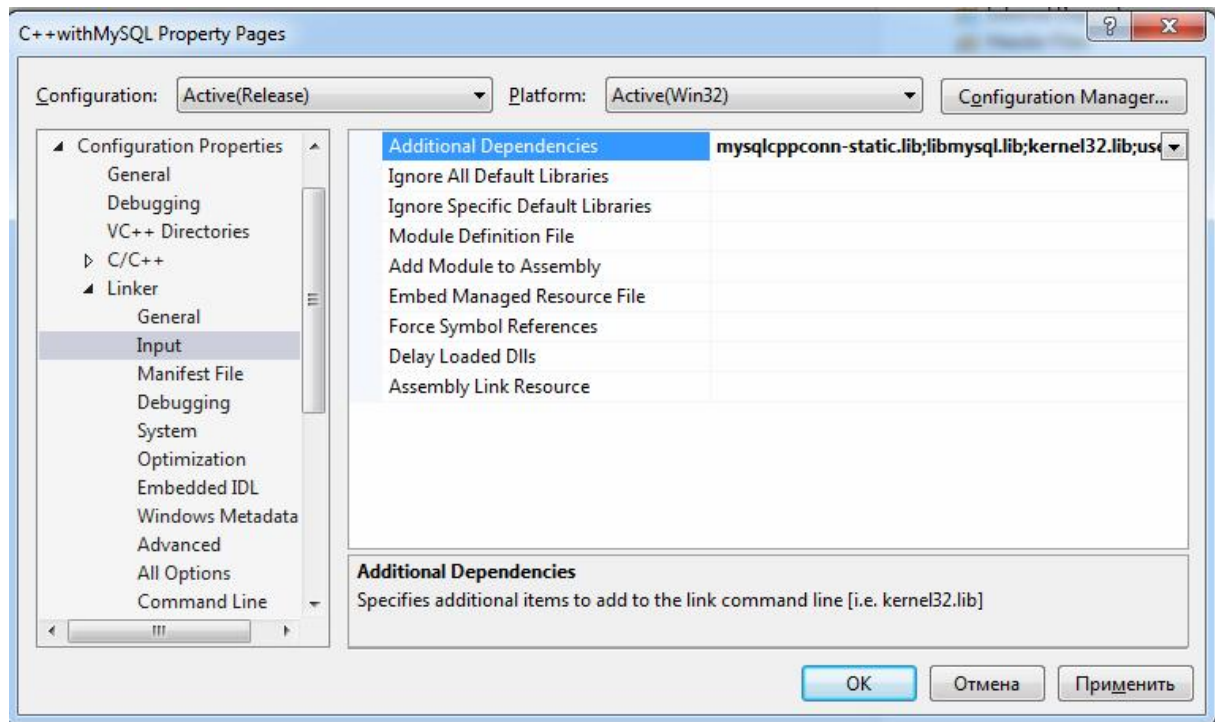 C++withMySQL Property Pages
Configuration: Active(Release) Platform: Active(Win32) Configuration Manager...
Configuration Properties
General
Debugging
VC++ Directories
C/C++
Linker
General
Input
Manifest File
Debugging
System
Optimization
Embedded IDL
Windows Metadata
Advanced
All Options
Command Line
Additional Dependencies mysqlcppconn-static.lib;libmysql.lib;kernel32.lib;use
Ignore All Default Libraries
Ignore Specific Default Libraries
Module Definition File
Add Module to Assembly
Embed Managed Resource File
Force Symbol References
Delay Loaded Dlls
Assembly Link Resource
Additional Dependencies
Specifies additional items to add to the link command line [i.e. kernel32.lib]
OK Отмена Применить